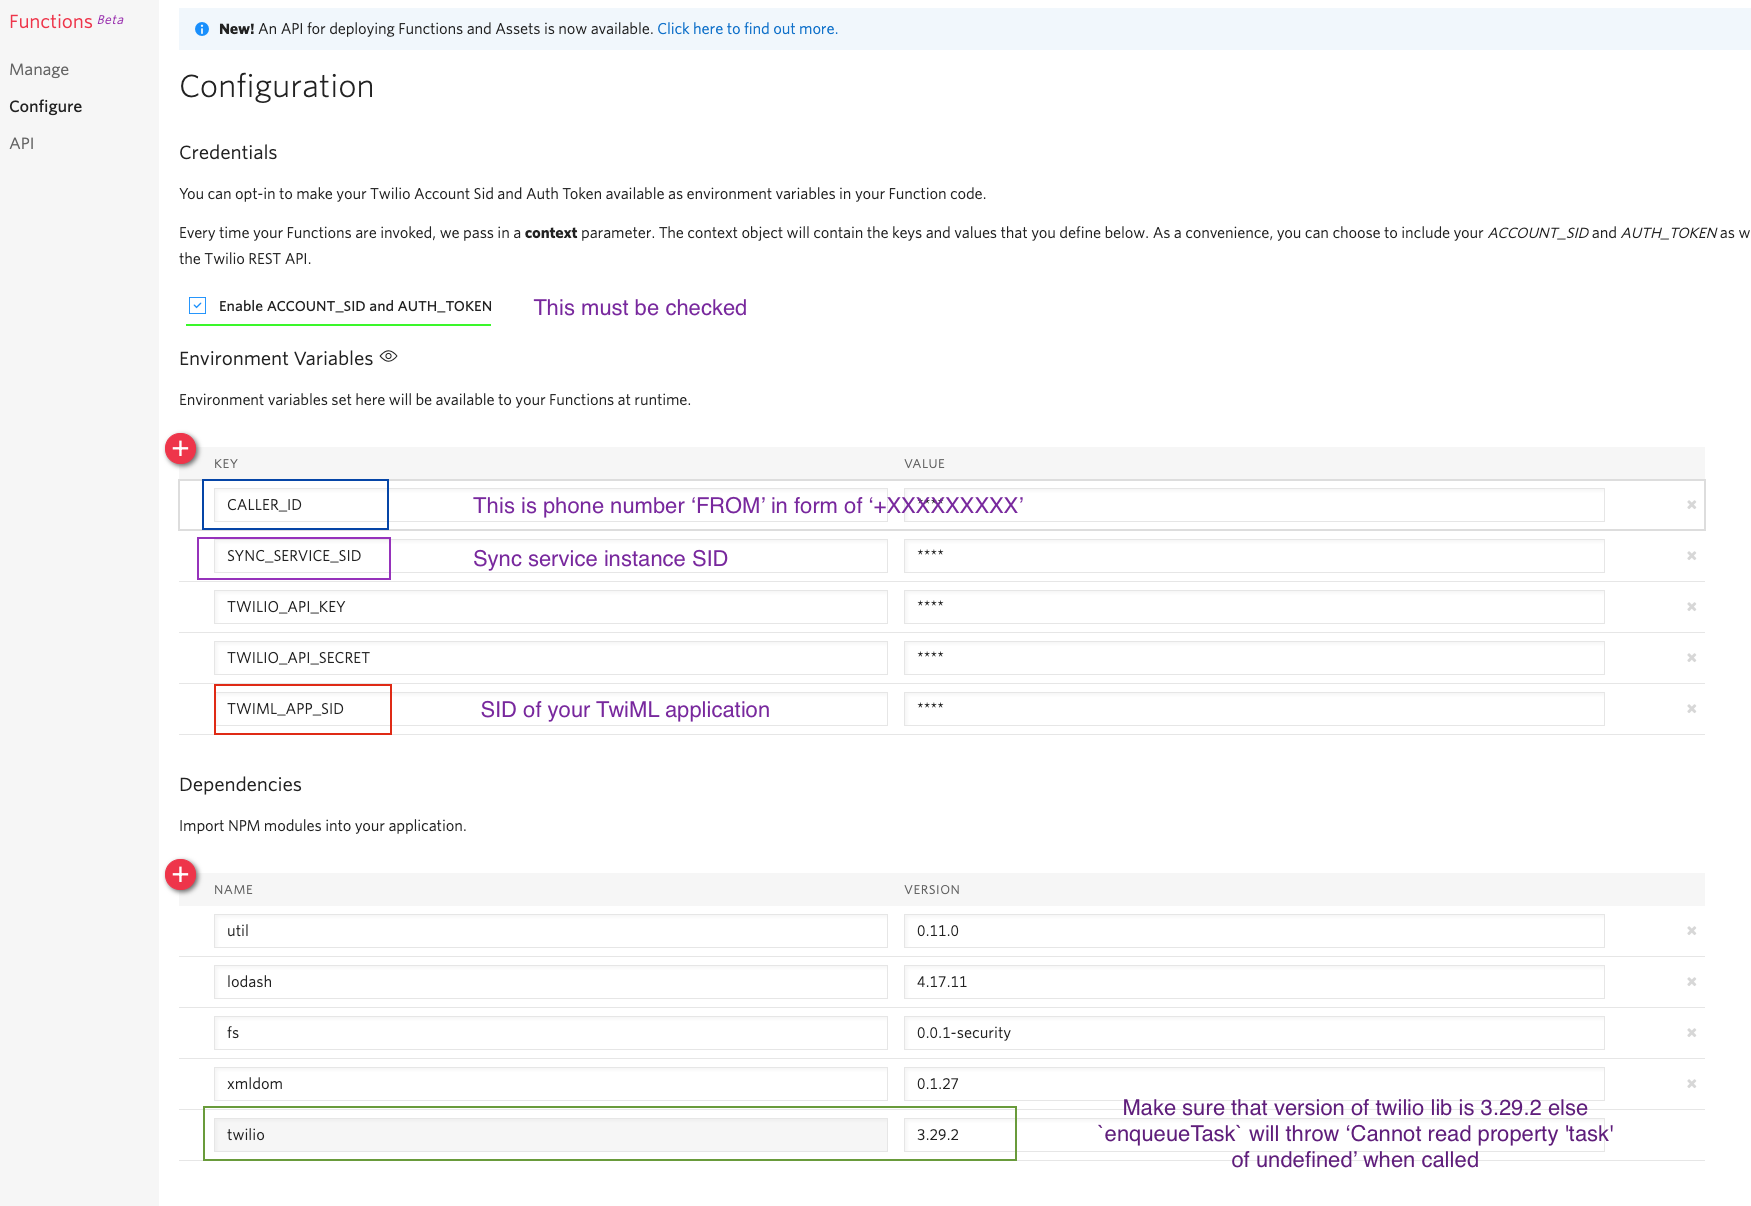 Functions Beta
Manage
Configure
API
New! An API for deploying Functions and Assets is now available. Click here to find out more.
Configuration
Credentials
You can opt-in to make your Twilio Account Sid and Auth Token available as environment variables in your Function code.
Every time your Functions are invoked, we pass in a context parameter. The context object will contain the keys and values that you define below. As a convenience, you can choose to include your ACCOUNT_SID and AUTH_TOKEN as w
the Twilio REST API.
Enable ACCOUNT_SID and AUTH_TOKEN This must be checked
Environment Variables
Environment variables set here will be available to your Functions at runtime.
KEY VALUE
CALLER_ID This is phone number ‘FROM’ in form of ‘+XXXXXXXXX’ ****
SYNC_SERVICE_SID Sync service instance SID ****
TWILIO_API_KEY ****
TWILIO_API_SECRET ****
TWIML_APP_SID SID of your TwiML application ****
Dependencies
Import NPM modules into your application.
NAME VERSION
util 0.11.0
lodash 4.17.11
fs 0.0.1-security
xmldom 0.1.27
twilio 3.29.2
Make sure that version of twilio lib is 3.29.2 else
`enqueueTask` will throw ‘Cannot read property 'task'
of undefined’ when called